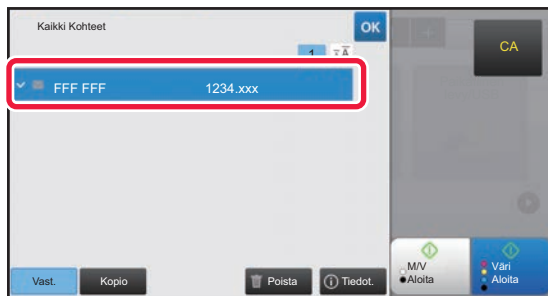 Kaikki Kohteet
OK
CA
1
FFF FFF 1234.xxx
M/V
Aloita
Väri
Aloita
Vast. Kopio Poista Tiedot.